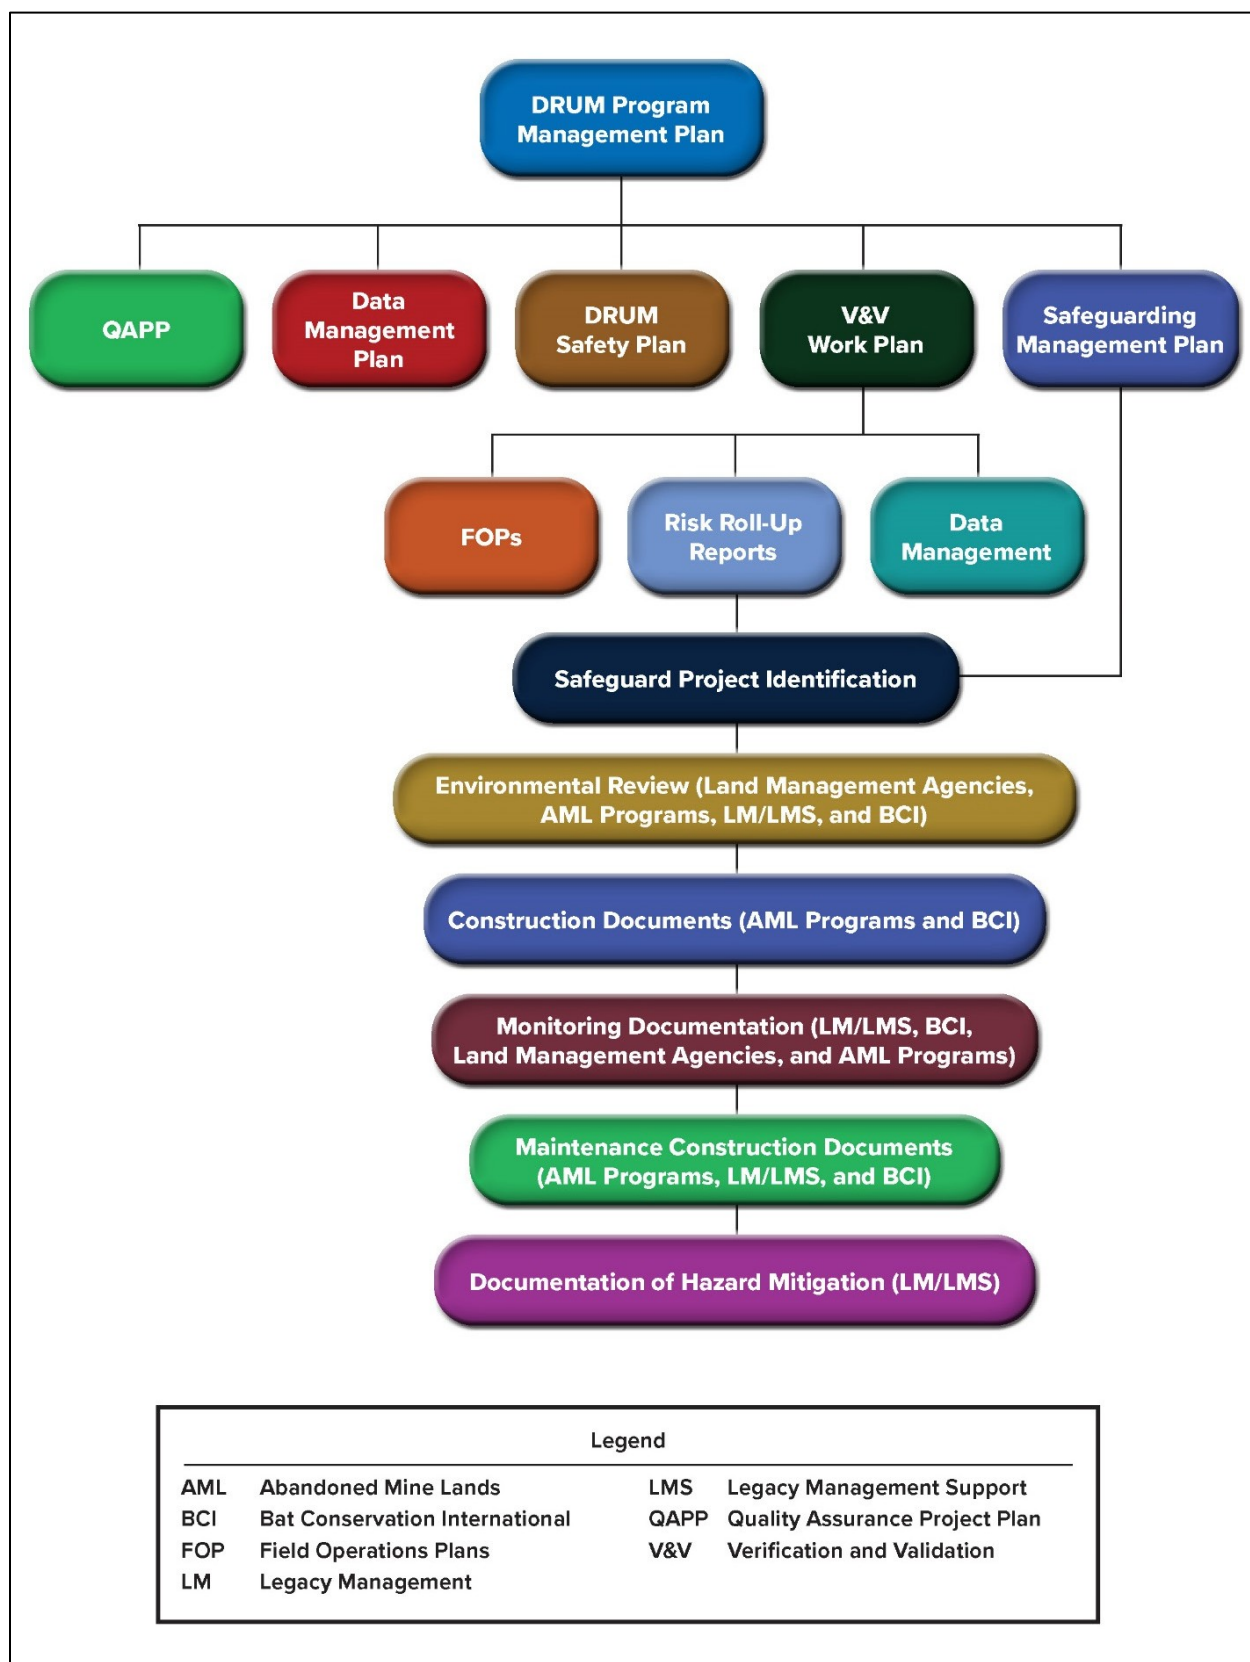 DRUM Program
Management Plan
QAPP
Data
Management
Plan
DRUM
Safety Plan
V&V
Work Plan
Safeguarding
Management Plan
FOPs
Risk Roll-Up
Reports
Data
Management
Safeguard Project Identification
Environmental Review (Land Management Agencies,
AML Programs, LM/LMS, and BCI)
Construction Documents (AML Programs and BCI)
Monitoring Documentation (LM/LMS, BCI,
Land Management Agencies, and AML Programs)
Maintenance Construction Documents
(AML Programs, LM/LMS, and BCI)
Documentation of Hazard Mitigation (LM/LMS)
Legend
AML Abandoned Mine Lands
BCI Bat Conservation International
FOP Field Operations Plans
LM Legacy Management
LMS Legacy Management Support
QAPP Quality Assurance Project Plan
V&V Verification and Validation